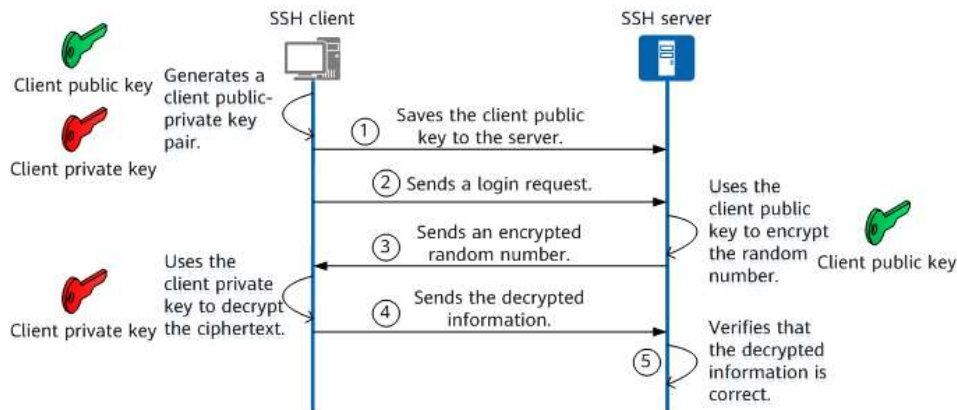 SSH client
SSH server
Client public key
Generates a
client public-
private key
pair.
Client private key
1
Saves the client public
key to the server.
2
Sends a login request.
Uses the
client public
key to encrypt
the random
number.
Client public key
3
Sends an encrypted
random number.
Uses the
client private
key to decrypt
the ciphertext.
Client private key
4
Sends the decrypted
information.
5
Verifies that
the decrypted
information is
correct.